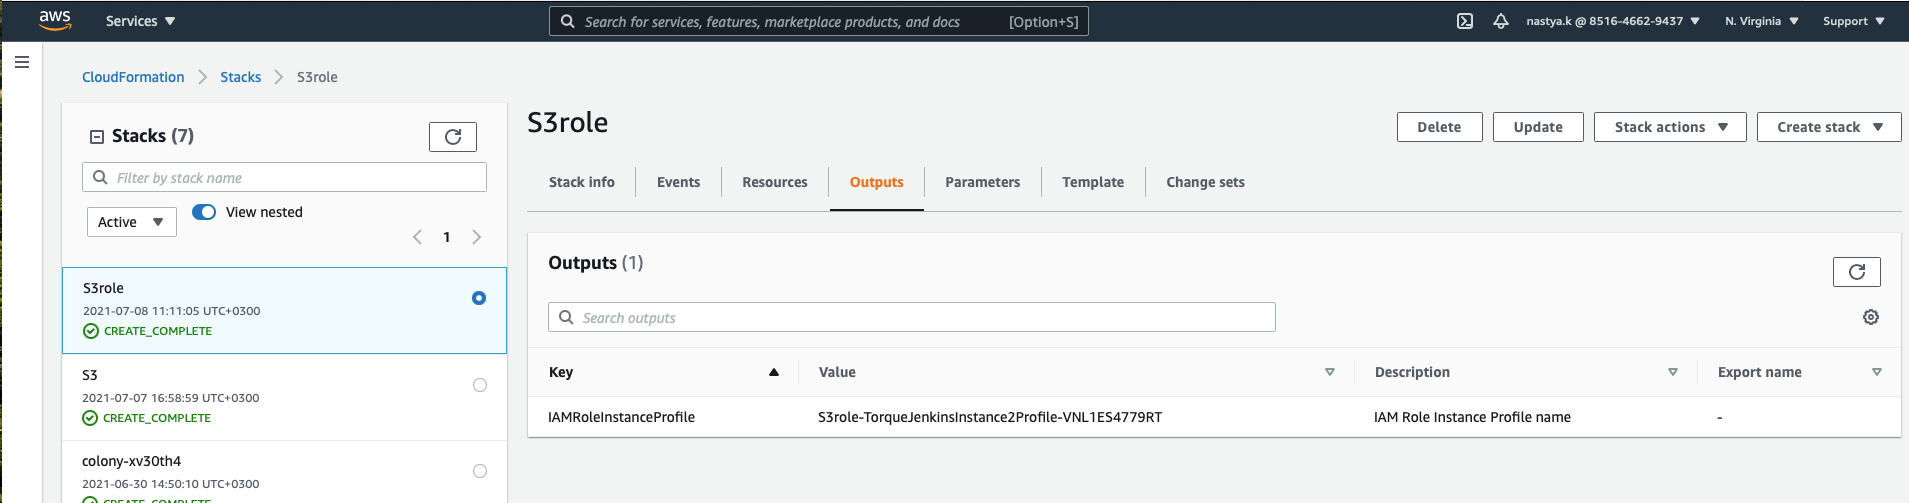 aws Services Search for services, features, marketplace products, and docs [Option+S] nastya.k @ 8516-4662-9437 N. Virginia Support
CloudFormation Stacks S3role
Stacks (7)
Filter by stack name
Active View nested
1
S3role
2021-07-08 11:11:05 UTC+0300
CREATE_COMPLETE
S3
2021-07-07 16:58:59 UTC+0300
CREATE_COMPLETE
colony-xv30th4
2021-06-30 14:50:10 UTC+0300
CREATE_COMPLETE
S3role
Delete Update Stack actions Create stack
Stack info Events Resources Outputs Parameters Template Change sets
Outputs (1)
Search outputs
Key Value Description Export name
IAMRoleInstanceProfile S3role-TorqueJenkinsInstance2Profile-VNL1ES4779RT IAM Role Instance Profile name -